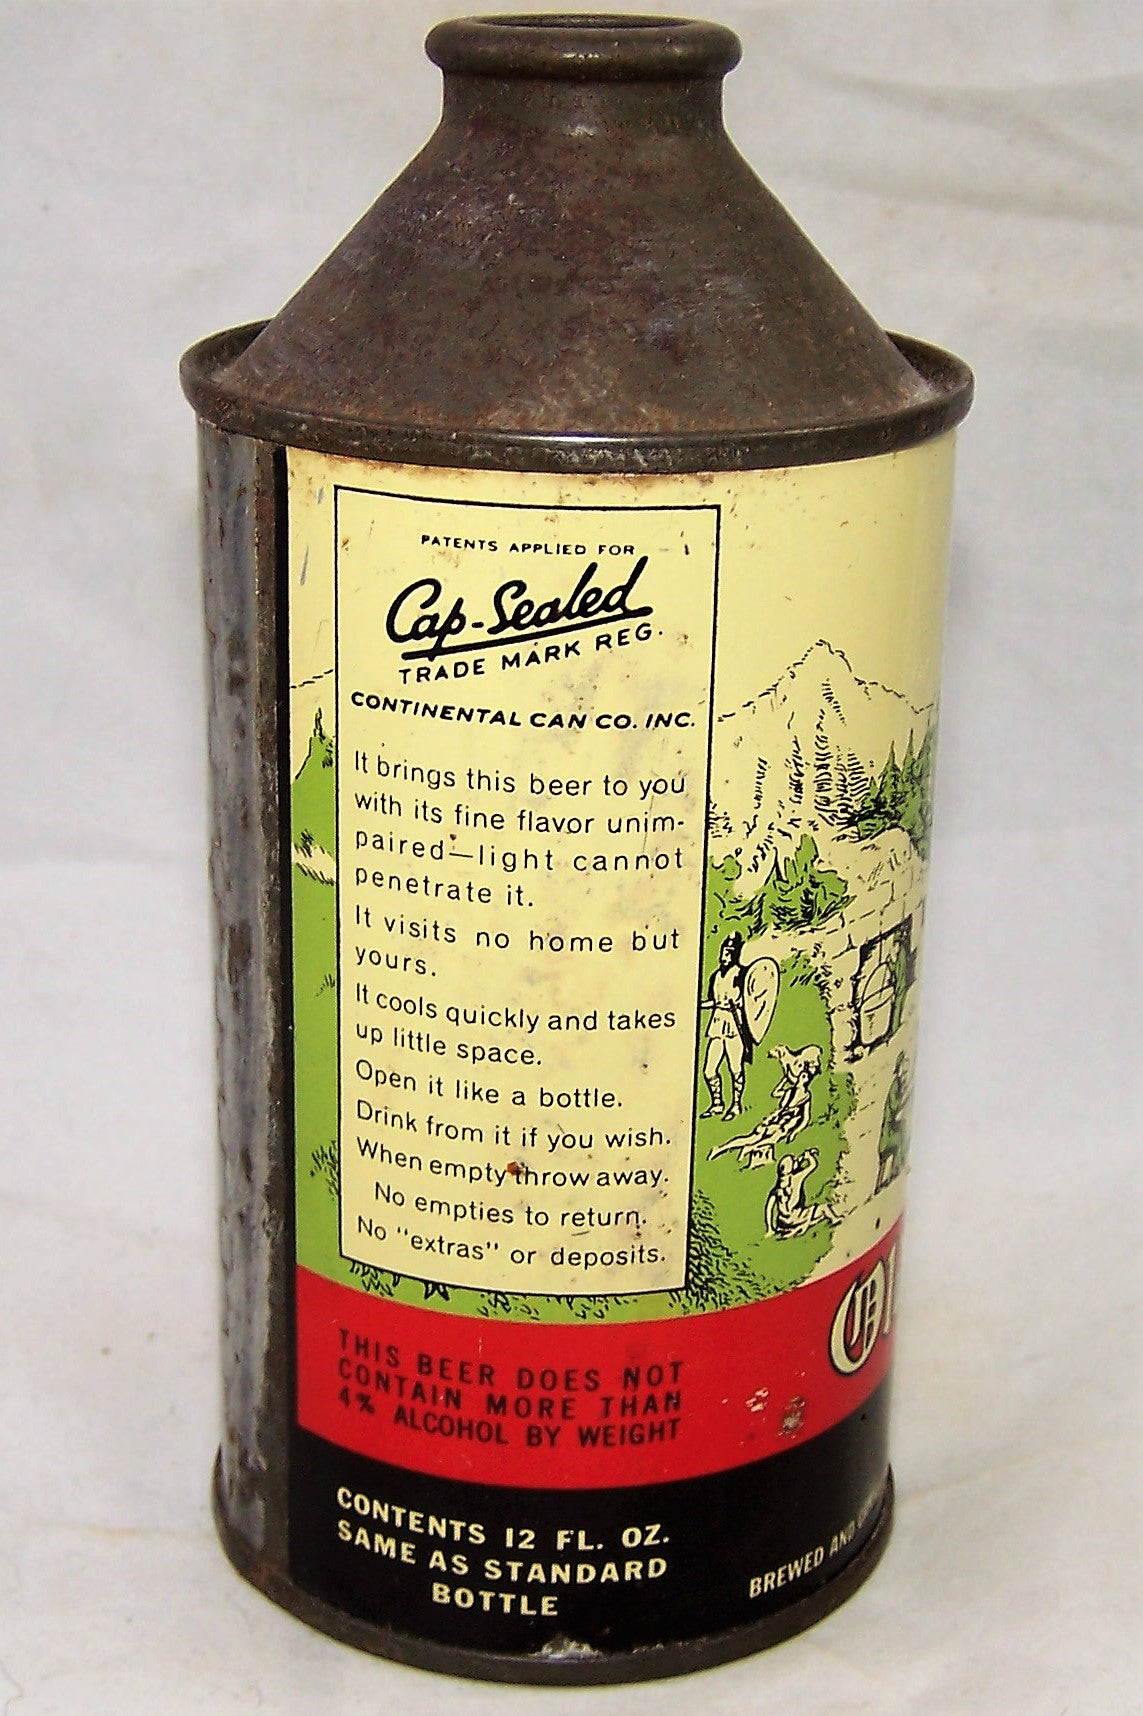 PATENTS APPLIED FOR
Cap-Sealed
TRADE MARK REG.
CONTINENTAL CAN CO. INC.
It brings this beer to you
with its fine flavor unim-
paired—light cannot
penetrate it.
It visits no home but
yours.
It cools quickly and takes
up little space.
Open it like a bottle.
Drink from it if you wish.
When empty throw away.
No empties to return.
No "extras" or deposits.
THIS BEER DOES NOT
CONTAIN MORE THAN
4% ALCOHOL BY WEIGHT
CONTENTS 12 FL. OZ.
SAME AS STANDARD
BOTTLE
BREWED AND